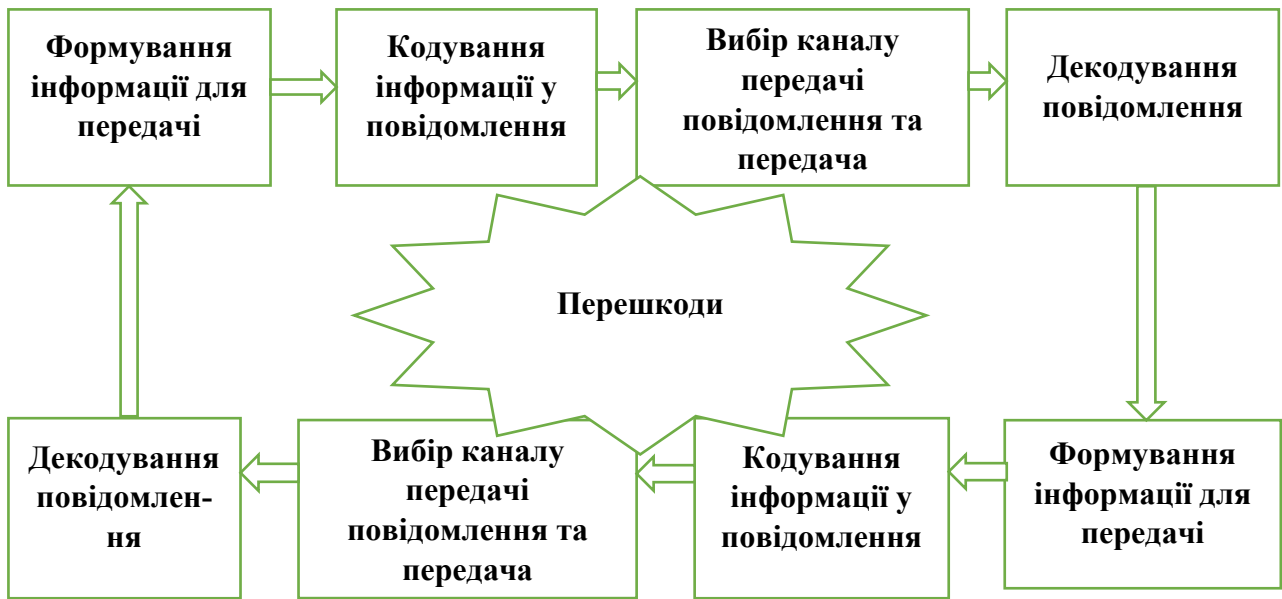 Формування
інформації для
передачі
Кодування
інформації у
повідомлення
Вибір каналу
передачі
повідомлення та
передача
Декодування
повідомлення
Перешкоди
Декодування
повідомлен-
ня
Вибір каналу
передачі
повідомлення та
передача
Кодування
інформації у
повідомлення
Формування
інформації для
передачі